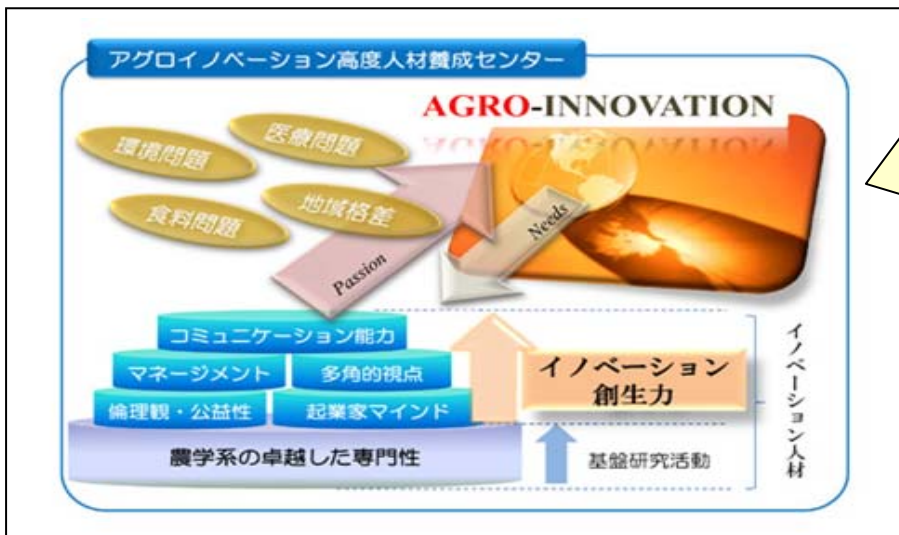 アグロイノベーション高度人材養成センター
AGRO-INNOVATION
環境問題
医療問題
食料問題
地域格差
Passion
Needs
コミュニケーション能力
マネージメント
多角的視点
倫理観・公益性
起業家マインド
農学系の卓越した専門性
イノベーション
創生力
基盤研究活動
イノベーション人材